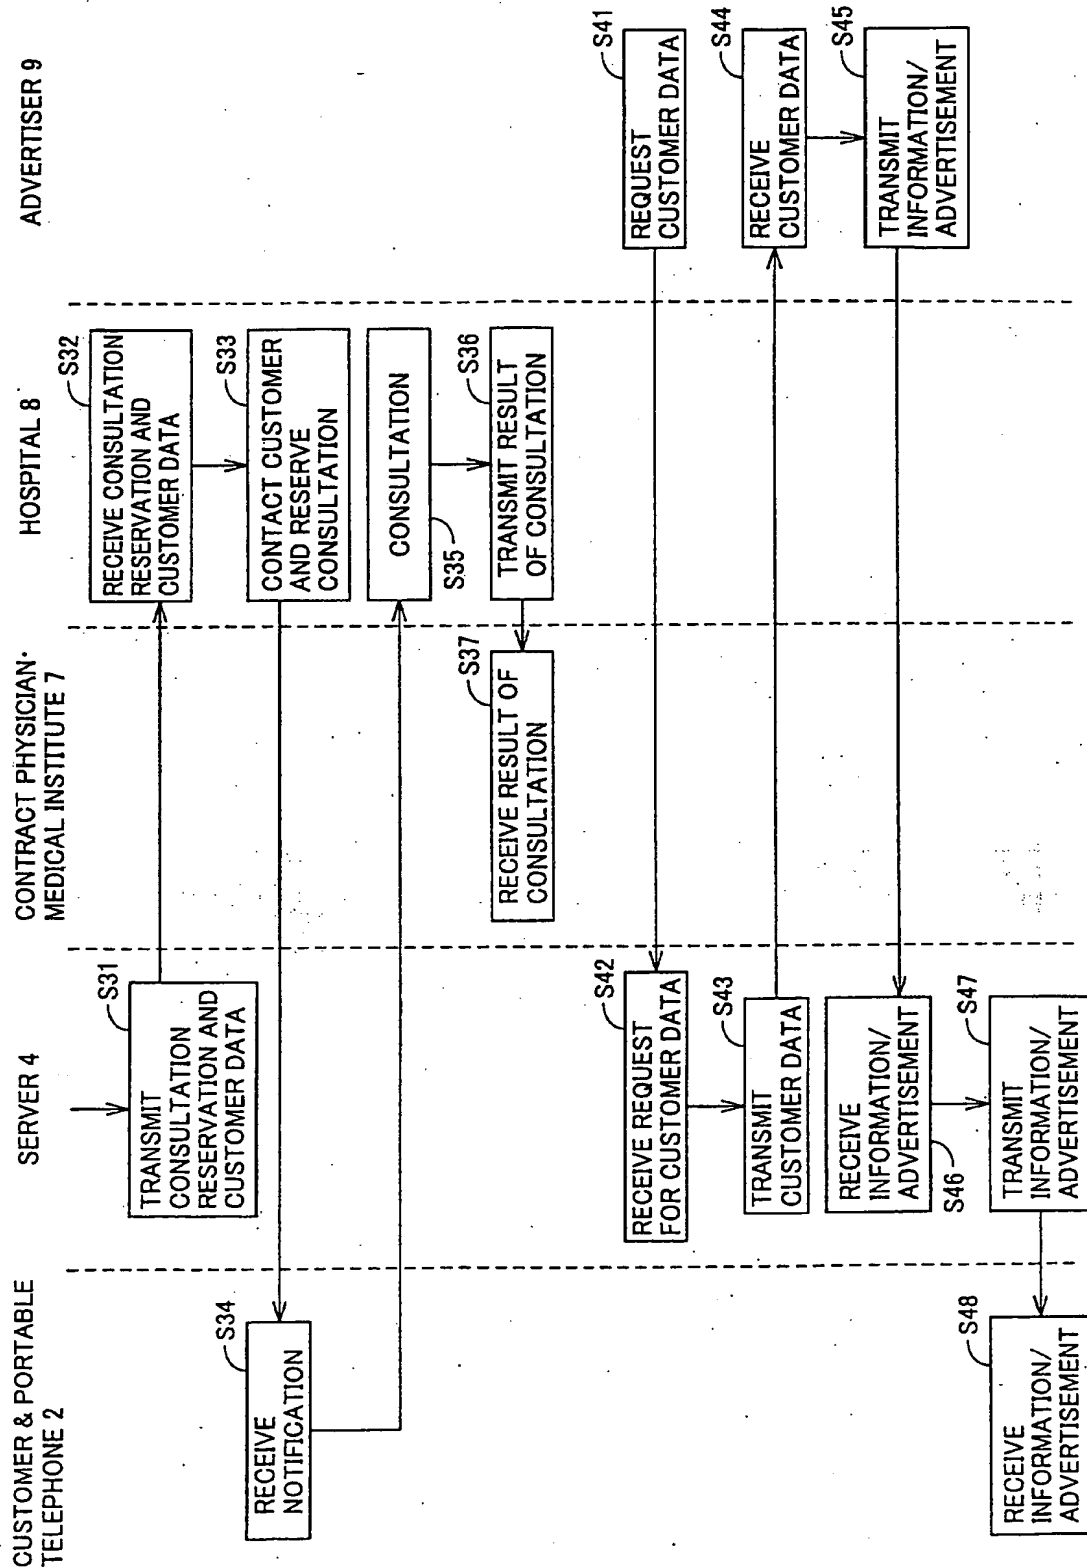 CUSTOMER & PORTABLE
TELEPHONE 2
SERVER 4
CONTRACT PHYSICIAN·
MEDICAL INSTITUTE 7
HOSPITAL 8
ADVERTISER 9
S31
TRANSMIT
CONSULTATION
RESERVATION AND
CUSTOMER DATA
S32
RECEIVE CONSULTATION
RESERVATION AND
CUSTOMER DATA
S33
CONTACT CUSTOMER
AND RESERVE
CONSULTATION
S34
RECEIVE
NOTIFICATION
CONSULTATION
S35
S36
TRANSMIT RESULT
OF CONSULTATION
S37
RECEIVE RESULT OF
CONSULTATION
S41
REQUEST
CUSTOMER DATA
S42
RECEIVE REQUEST
FOR CUSTOMER DATA
S43
TRANSMIT
CUSTOMER DATA
S44
RECEIVE
CUSTOMER DATA
S45
TRANSMIT
INFORMATION/
ADVERTISEMENT
RECEIVE
INFORMATION/
ADVERTISEMENT
S46
S47
TRANSMIT
INFORMATION/
ADVERTISEMENT
S48
RECEIVE
INFORMATION/
ADVERTISEMENT